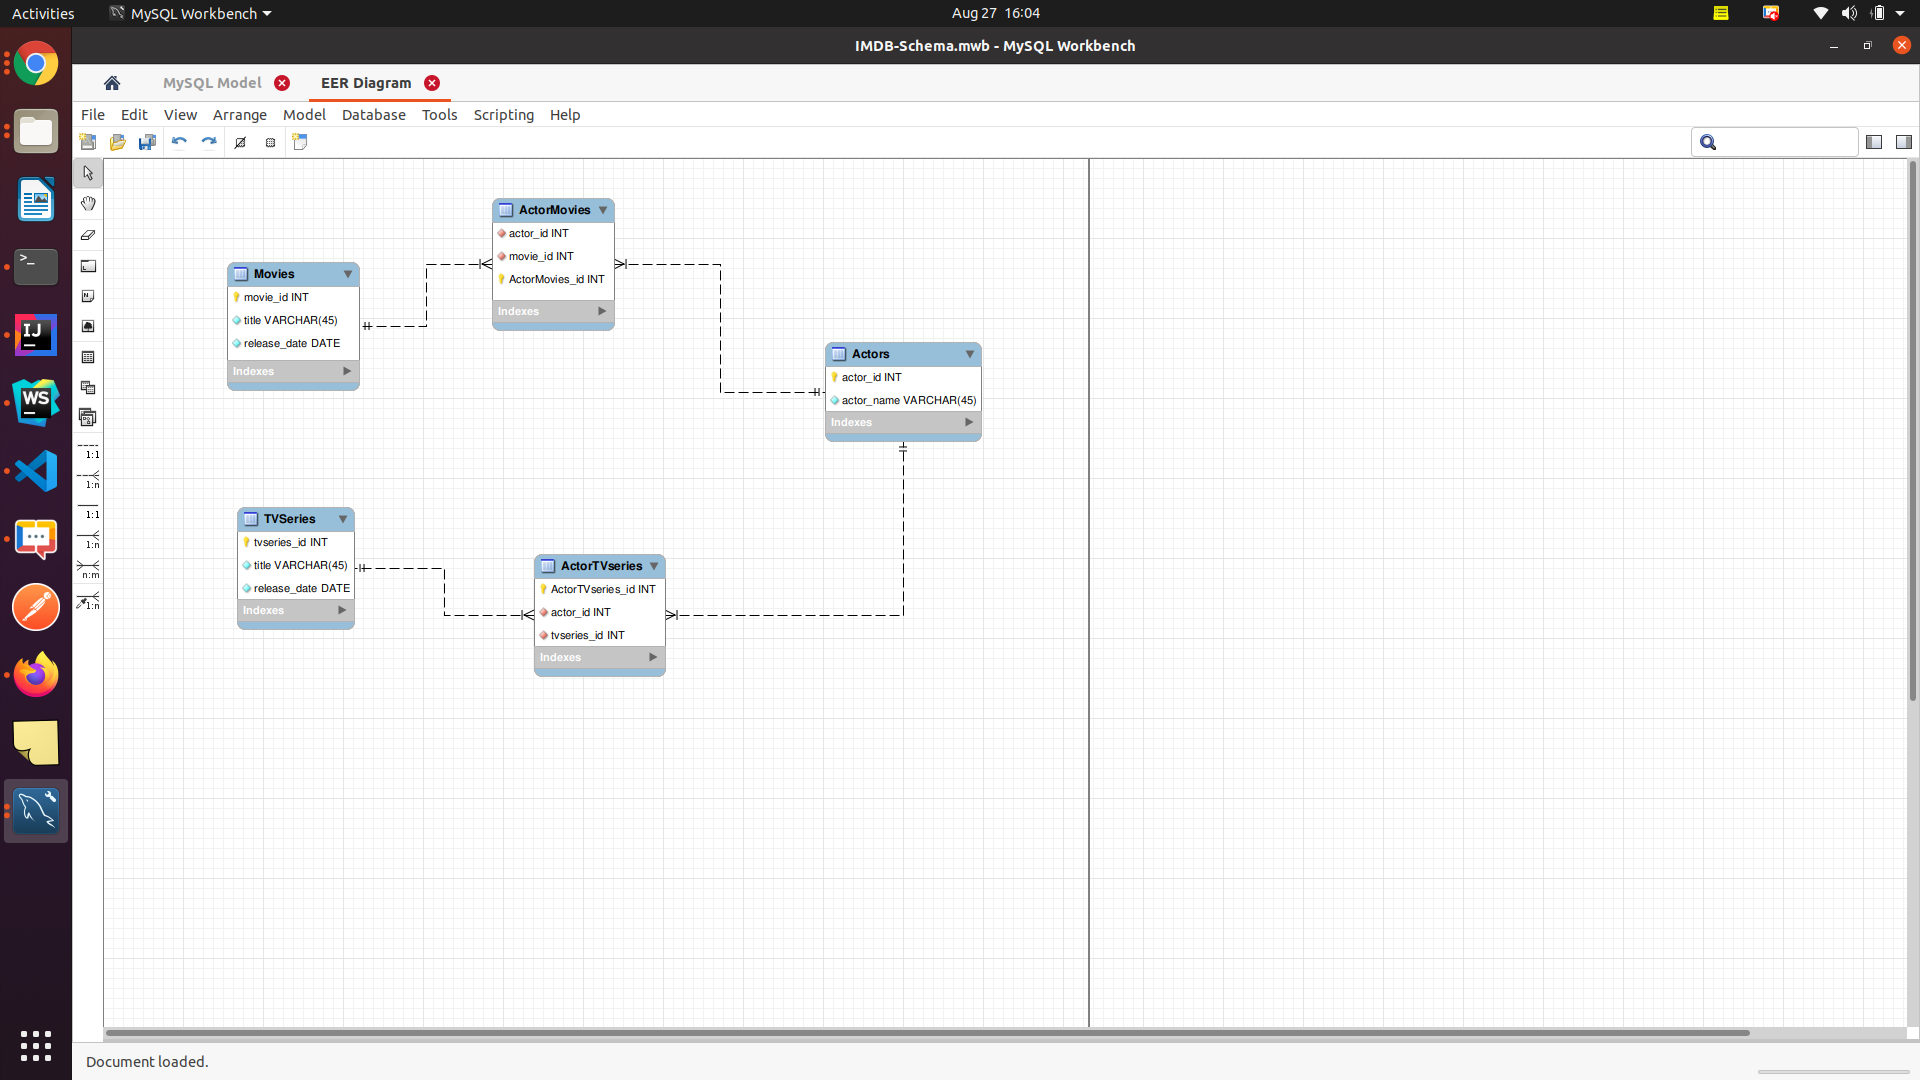 Activities
MySQL Workbench
Aug 27 16:04
IMDB-Schema.mwb - MySQL Workbench
MySQL Model
EER Diagram
File Edit View Arrange Model Database Tools Scripting Help
ActorMovies
actor_id INT
movie_id INT
ActorMovies_id INT
Indexes
Movies
movie_id INT
title VARCHAR(45)
release_date DATE
Indexes
Actors
actor_id INT
actor_name VARCHAR(45)
Indexes
TVSeries
tvseries_id INT
title VARCHAR(45)
release_date DATE
Indexes
ActorTVseries
ActorTVseries_id INT
actor_id INT
tvseries_id INT
Indexes
1:1
1:n
1:1
1:n
n:m
1:n
>_
IJ
WS
Document loaded.